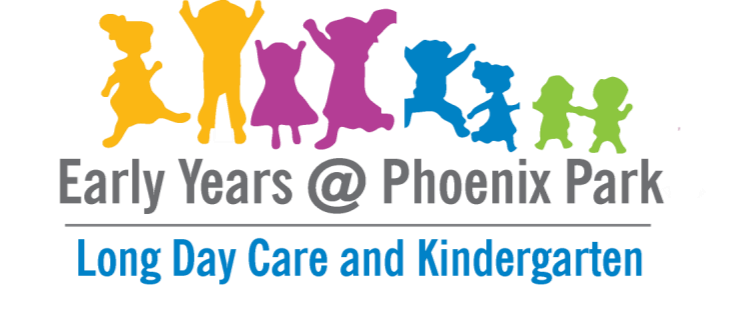 Early Years @ Phoenix Park
Long Day Care and Kindergarten